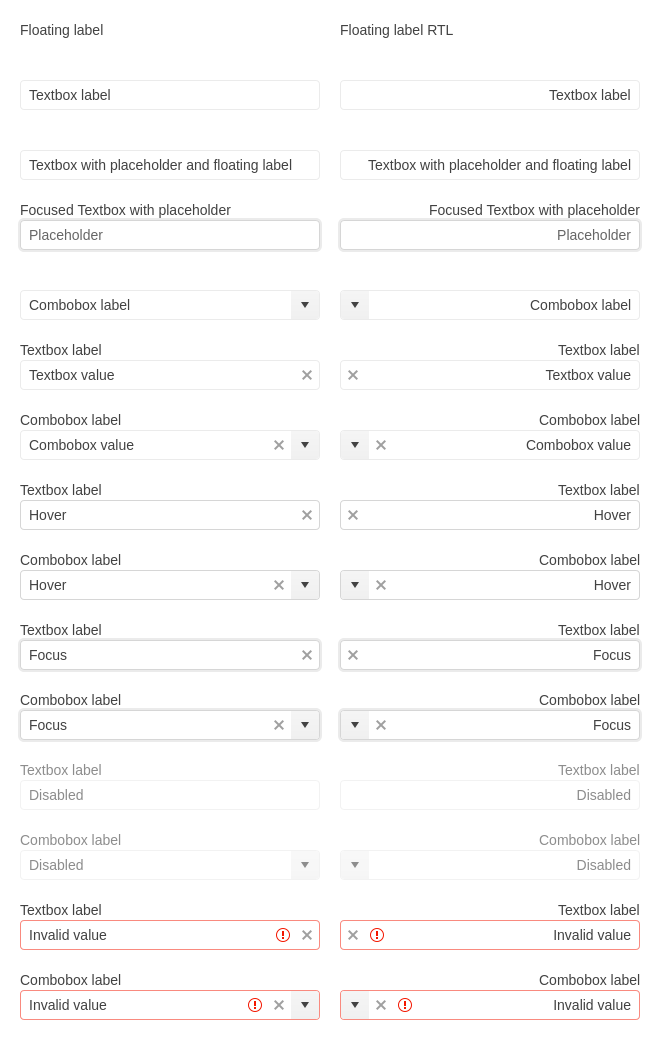 Floating label
Floating label RTL
Textbox label
Textbox label
Textbox with placeholder and floating label
Textbox with placeholder and floating label
Focused Textbox with placeholder
Focused Textbox with placeholder
Placeholder
Placeholder
Combobox label
Combobox label
Textbox label
Textbox label
Textbox value
Textbox value
Combobox label
Combobox label
Combobox value
Combobox value
Textbox label
Textbox label
Hover
Hover
Combobox label
Combobox label
Hover
Hover
Textbox label
Textbox label
Focus
Focus
Combobox label
Combobox label
Focus
Focus
Textbox label
Textbox label
Disabled
Disabled
Combobox label
Combobox label
Disabled
Disabled
Textbox label
Textbox label
Invalid value
Invalid value
Combobox label
Combobox label
Invalid value
Invalid value